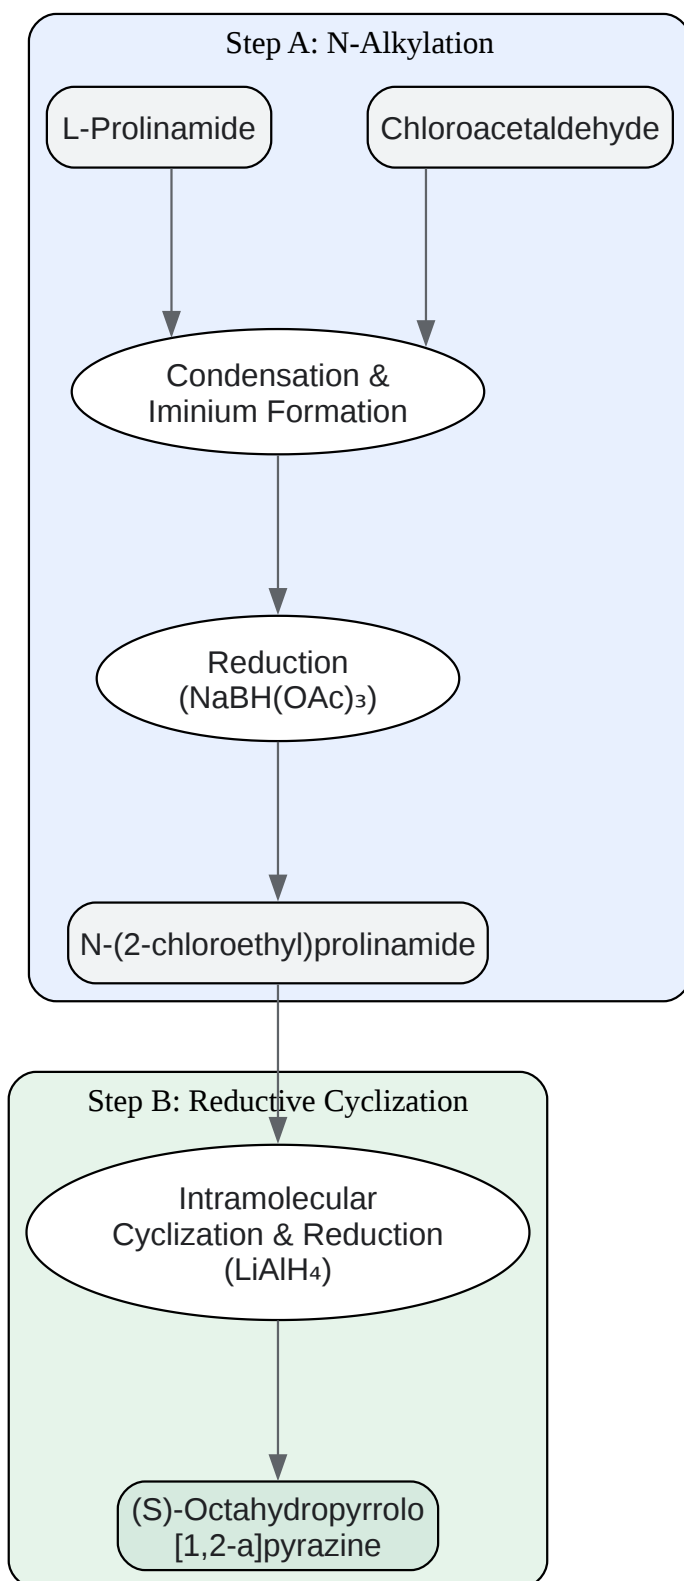 Step A: N-Alkylation
L-Prolinamide
Chloroacetaldehyde
Condensation &
Iminium Formation
Reduction
(NaBH(OAc)₃)
N-(2-chloroethyl)prolinamide
Step B: Reductive Cyclization
Intramolecular
Cyclization & Reduction
(LiAlH₄)
(S)-Octahydropyrrolo
[1,2-a]pyrazine